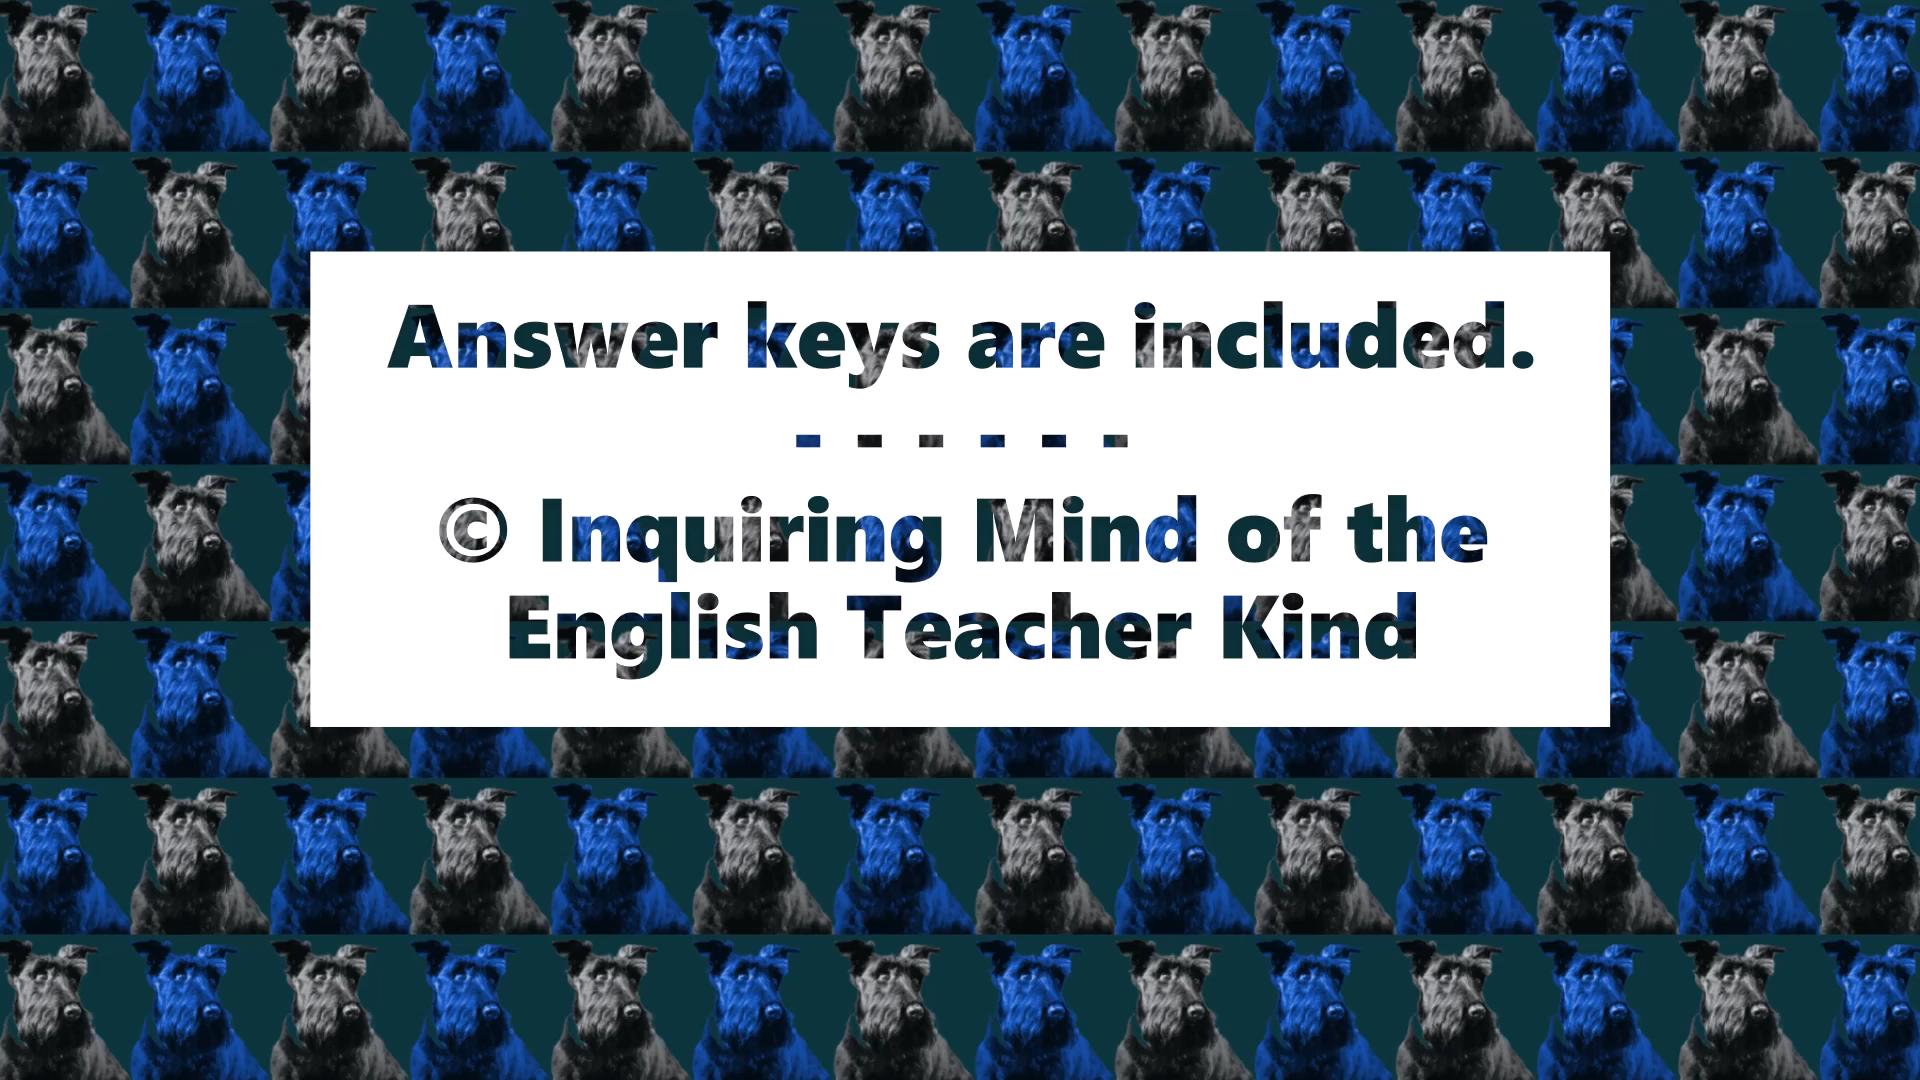 Answer keys are included.
- - - - - -
© Inquiring Mind of the
English Teacher Kind